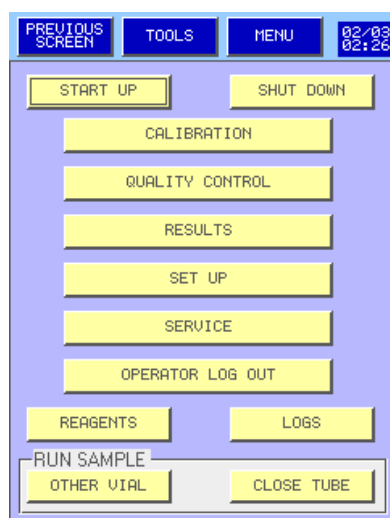 PREVIOUS SCREEN
TOOLS
MENU
02/03
02:26
START UP
SHUT DOWN
CALIBRATION
QUALITY CONTROL
RESULTS
SET UP
SERVICE
OPERATOR LOG OUT
REAGENTS
LOGS
RUN SAMPLE
OTHER VIAL
CLOSE TUBE